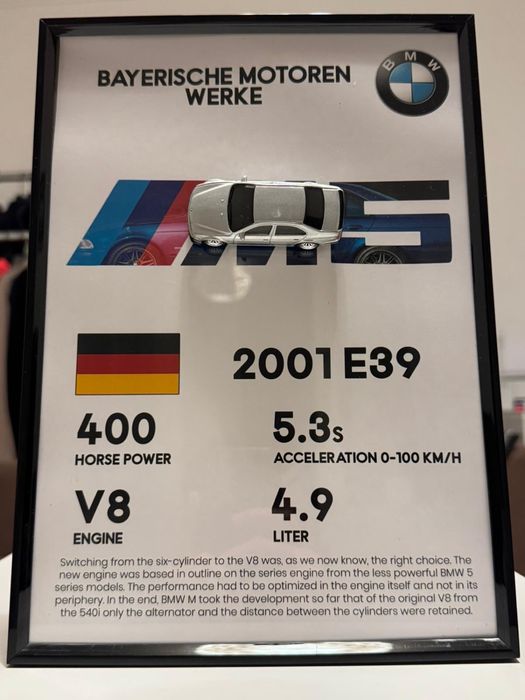 BAYERISCHE MOTOREN
WERKE
BMW
M5
2001 E39
400
HORSE POWER
5.3s
ACCELERATION 0-100 KM/H
V8
ENGINE
4.9
LITER
Switching from the six-cylinder to the V8 was, as we now know, the right choice. The
new engine was based in outline on the series engine from the less powerful BMW 5
series models. The performance had to be optimized in the engine itself and not in its
periphery. In the end, BMW M took the development so far that of the original V8 from
the 540i only the alternator and the distance between the cylinders were retained.